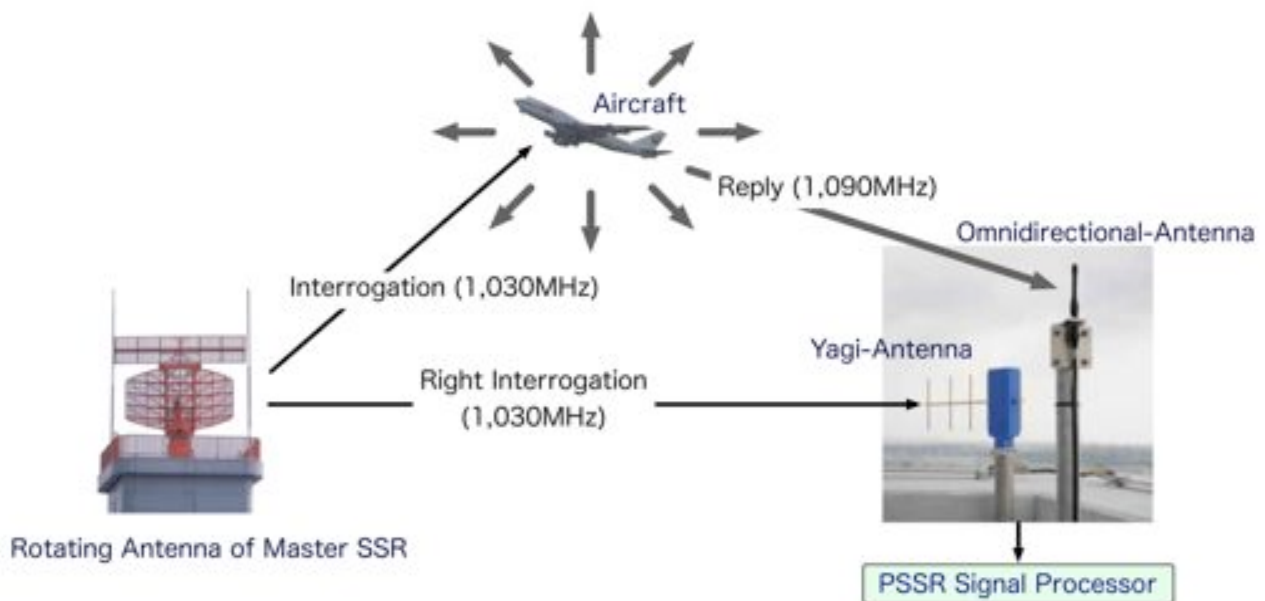 Aircraft
Reply (1,090MHz)
Omnidirectional-Antenna
Interrogation (1,030MHz)
Yagi-Antenna
Right Interrogation
(1,030MHz)
Rotating Antenna of Master SSR
PSSR Signal Processor